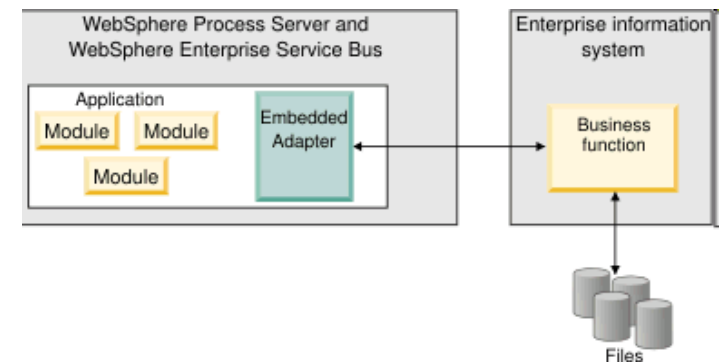 WebSphere Process Server and
WebSphere Enterprise Service Bus
Application
Module
Module
Module
Embedded
Adapter
Enterprise information
system
Business
function
Files